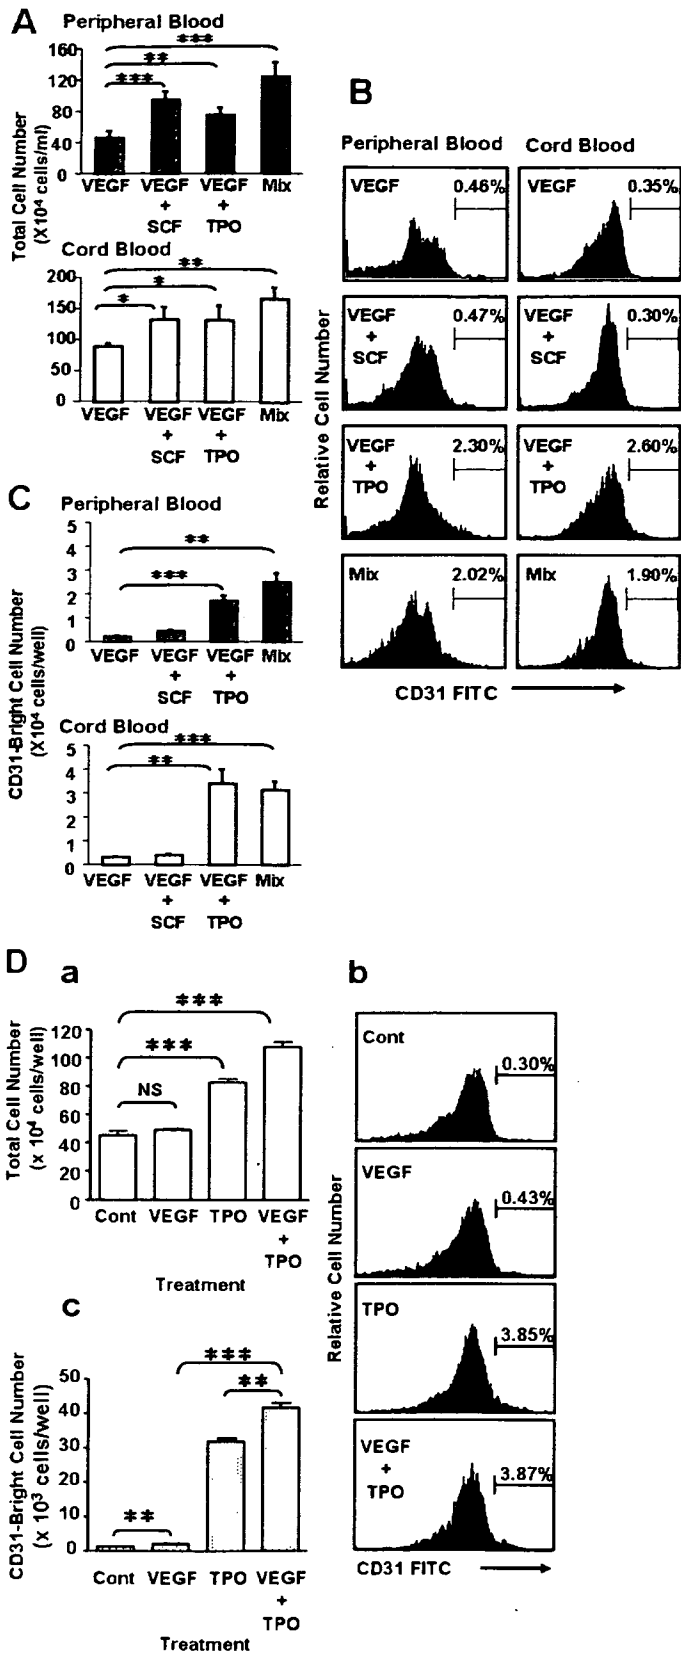 A
Peripheral Blood
Total Cell Number
(X10⁴ cells/ml)
160
120
80
40
0
***
**
***
VEGF VEGF VEGF Mix
+ +
SCF TPO
Cord Blood
200
150
100
50
0
**
*
*
VEGF VEGF VEGF Mix
+ +
SCF TPO
B
Peripheral Blood Cord Blood
Relative Cell Number
VEGF 0.46% VEGF 0.35%
VEGF 0.47% VEGF 0.30%
+ +
SCF SCF
VEGF 2.30% VEGF 2.60%
+ +
TPO TPO
Mix 2.02% Mix 1.90%
CD31 FITC
C
Peripheral Blood
CD31-Bright Cell Number
(X10⁴ cells/well)
5
4
3
2
1
0
**
***
VEGF VEGF VEGF Mix
+ +
SCF TPO
Cord Blood
5
4
3
2
1
0
***
**
VEGF VEGF VEGF Mix
+ +
SCF TPO
D
a
Total Cell Number
(x 10⁴ cells/well)
120
100
80
60
40
20
0
***
***
NS
Cont VEGF TPO VEGF
+
TPO
Treatment
b
Relative Cell Number
Cont
0.30%
VEGF
0.43%
TPO
3.85%
VEGF
+
TPO
3.87%
CD31 FITC
c
CD31-Bright Cell Number
(x 10³ cells/well)
50
40
30
20
10
0
***
**
**
Cont VEGF TPO VEGF
+
TPO
Treatment